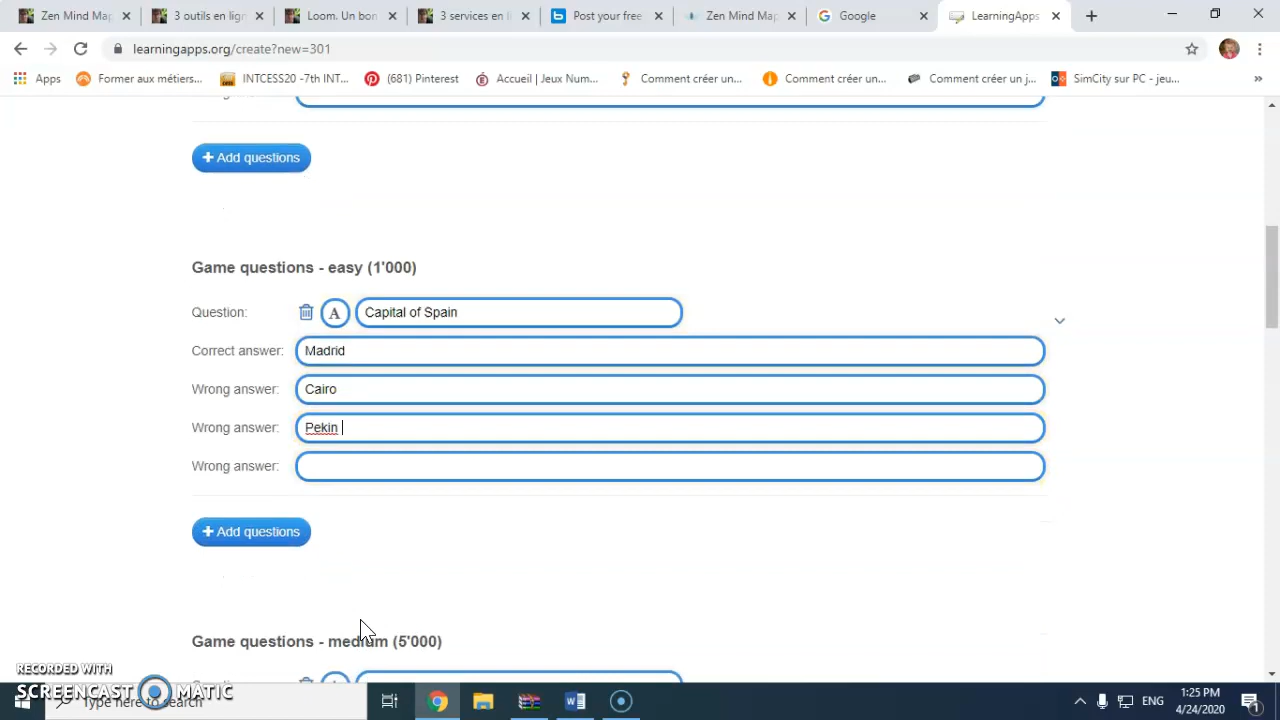 Zen Mind Map
3 outils en lign
Loom. Un bon
3 services en li
Post your free
Zen Mind Map
Google
LearningApps
learningapps.org/create?new=301
Apps
Former aux métiers...
INTCESS20 -7th INT...
(681) Pinterest
Accueil | Jeux Num...
Comment créer un...
Comment créer un...
Comment créer un j...
SimCity sur PC - jeu...
»
+ Add questions
Game questions - easy (1'000)
Question: A Capital of Spain
Correct answer: Madrid
Wrong answer: Cairo
Wrong answer: Pekin
Wrong answer:
+ Add questions
Game questions - medium (5'000)
RECORDED WITH
SCREENCAST MATIC
Type here to search
ENG
1:25 PM
4/24/2020
1